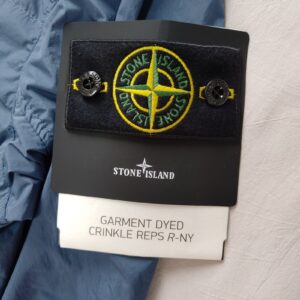 STONE ISLAND
STONE ISLAND
STONE ISLAND
GARMENT DYED
CRINKLE REPS R-NY